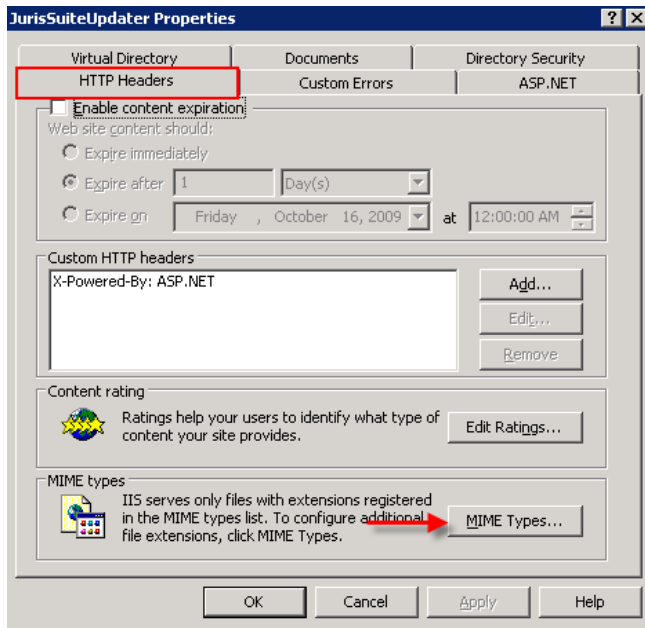 JurisSuiteUpdater Properties
Virtual Directory
Documents
Directory Security
HTTP Headers
Custom Errors
ASP.NET
Enable content expiration
Web site content should:
Expire immediately
Expire after 1 Day(s)
Expire on Friday , October 16, 2009 at 12:00:00 AM
Custom HTTP headers
X-Powered-By: ASP.NET
Add...
Edit...
Remove
Content rating
Ratings help your users to identify what type of
content your site provides.
Edit Ratings...
MIME types
IIS serves only files with extensions registered
in the MIME types list. To configure additional
file extensions, click MIME Types.
MIME Types...
OK
Cancel
Apply
Help